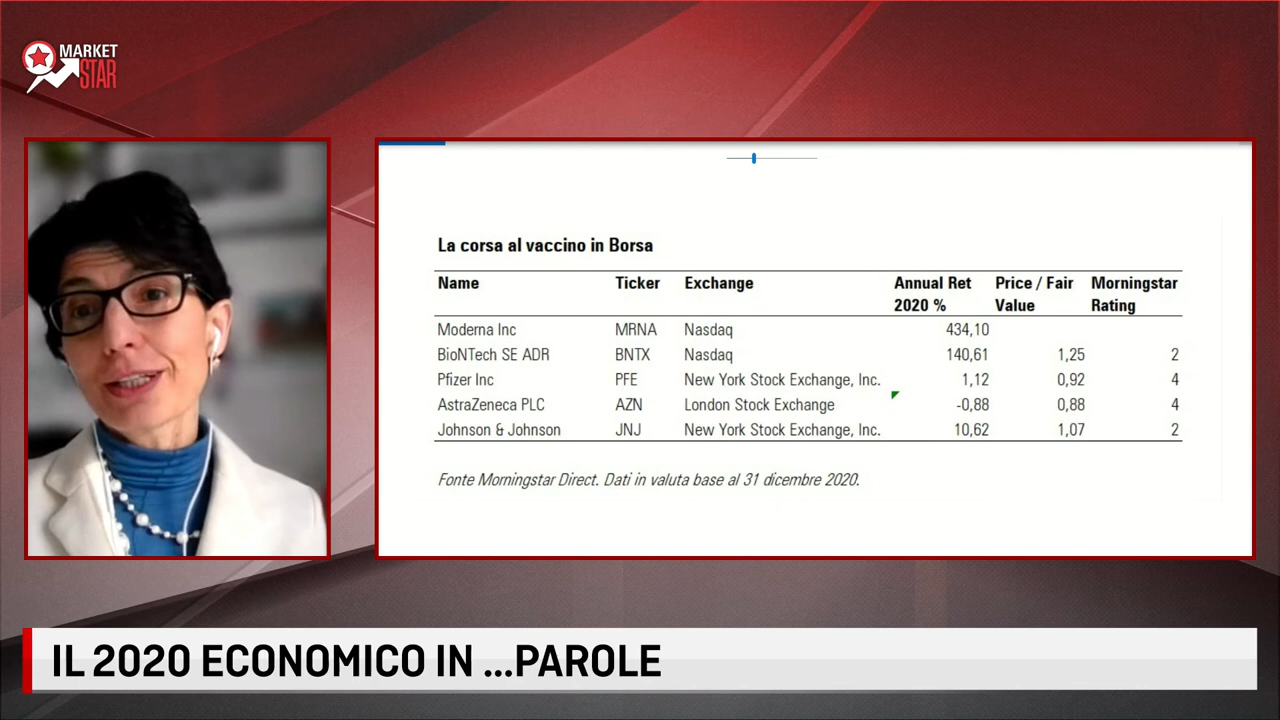 MARKET
STAR
La corsa al vaccino in Borsa
Name Ticker Exchange Annual Ret 2020 % Price / Fair Value Morningstar Rating
Moderna Inc MRNA Nasdaq 434,10
BioNTech SE ADR BNTX Nasdaq 140,61 1,25 2
Pfizer Inc PFE New York Stock Exchange, Inc. 1,12 0,92 4
AstraZeneca PLC AZN London Stock Exchange -0,88 0,88 4
Johnson & Johnson JNJ New York Stock Exchange, Inc. 10,62 1,07 2
Fonte Morningstar Direct. Dati in valuta base al 31 dicembre 2020.
IL 2020 ECONOMICO IN ...PAROLE